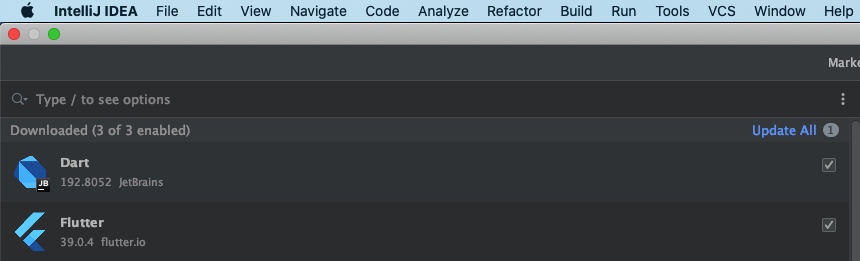 IntelliJ IDEA File Edit View Navigate Code Analyze Refactor Build Run Tools VCS Window Help
Type / to see options
Downloaded (3 of 3 enabled) Update All 1
Dart
JB
192.8052 JetBrains
Flutter
39.0.4 flutter.io